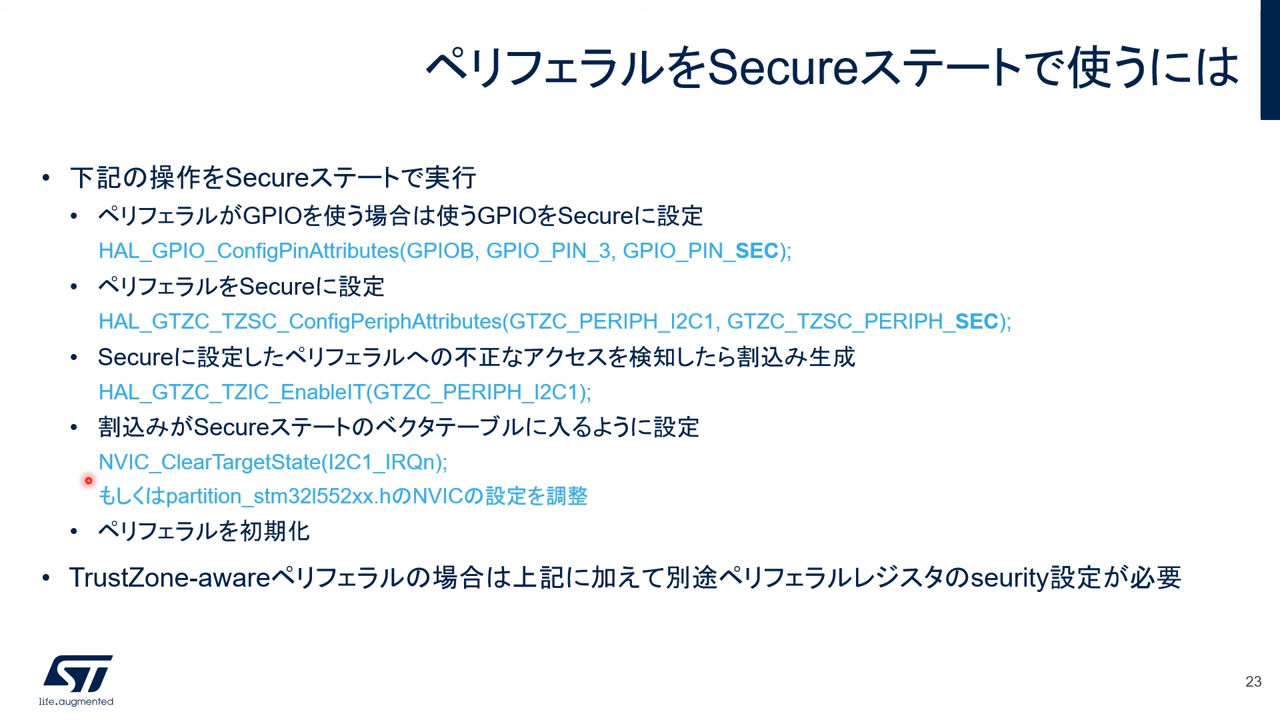 ペリフェラルをSecureステートで使うには
• 下記の操作をSecureステートで実行
• ペリフェラルがGPIOを使う場合は使うGPIOをSecureに設定
HAL_GPIO_ConfigPinAttributes(GPIOB, GPIO_PIN_3, GPIO_PIN_SEC);
• ペリフェラルをSecureに設定
HAL_GTZC_TZSC_ConfigPeriphAttributes(GTZC_PERIPH_I2C1, GTZC_TZSC_PERIPH_SEC);
• Secureに設定したペリフェラルへの不正なアクセスを検知したら割込み生成
HAL_GTZC_TZIC_EnableIT(GTZC_PERIPH_I2C1);
• 割込みがSecureステートのベクタテーブルに入るように設定
NVIC_ClearTargetState(I2C1_IRQn);
もしくはpartition_stm32l552xx.hのNVICの設定を調整
• ペリフェラルを初期化
• TrustZone-awareペリフェラルの場合は上記に加えて別途ペリフェラルレジスタのseurity設定が必要
ST
life.augmented
23